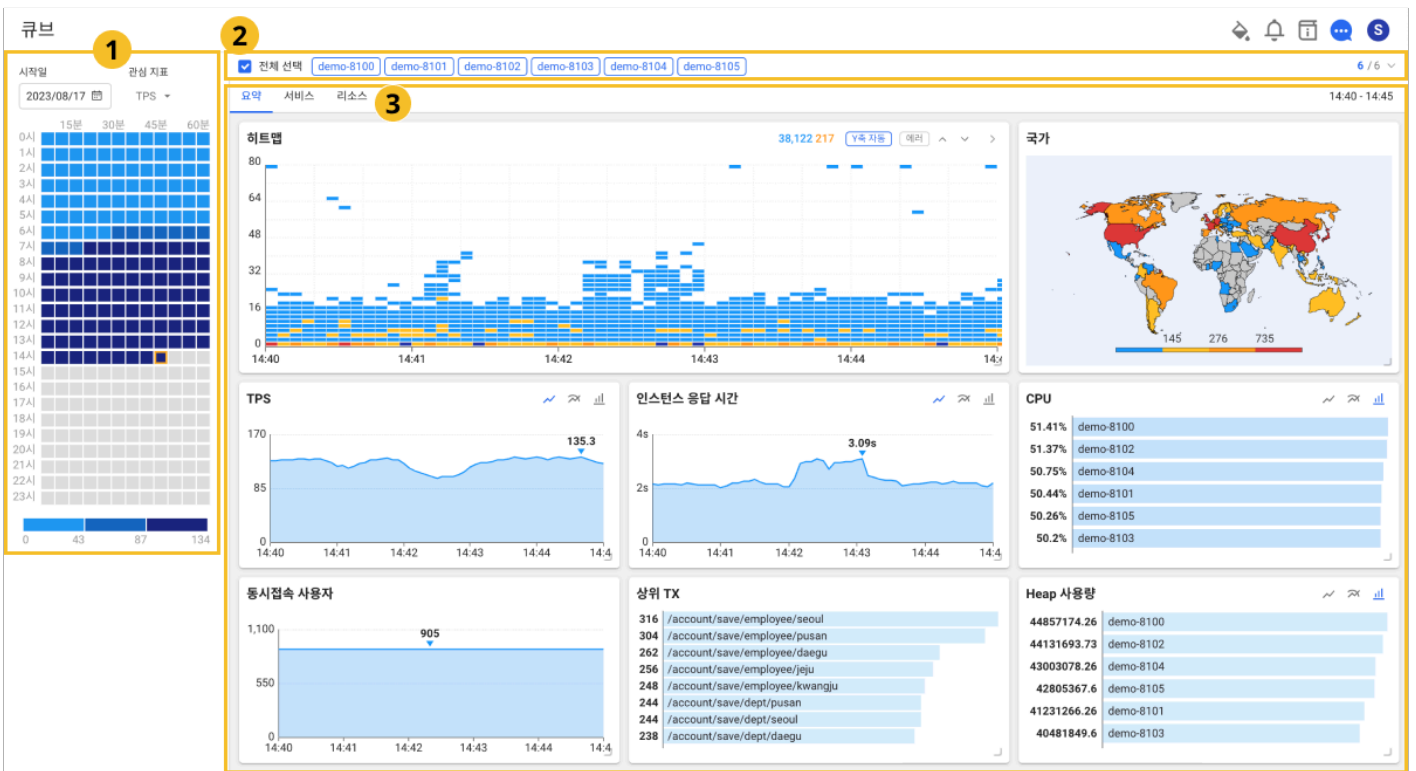 큐브
S
1
시작일 관심 지표
2023/08/17 TPS
15분 30분 45분 60분
0시
1시
2시
3시
4시
5시
6시
7시
8시
9시
10시
11시
12시
13시
14시
15시
16시
17시
18시
19시
20시
21시
22시
23시
0 43 87 134
2
전체 선택 demo-8100 demo-8101 demo-8102 demo-8103 demo-8104 demo-8105 6 / 6
3
요약 서비스 리소스 14:40 - 14:45
히트맵 38,122 217 Y축 자동 에러
80
64
48
32
16
0
14:40 14:41 14:42 14:43 14:44 14:4
국가
145 276 735
TPS
170
135.3
85
0
14:40 14:41 14:42 14:43 14:44 14:4
인스턴스 응답 시간
4s
3.09s
2s
0
14:40 14:41 14:42 14:43 14:44 14:4
CPU
51.41% demo-8100
51.37% demo-8102
50.75% demo-8104
50.44% demo-8101
50.26% demo-8105
50.2% demo-8103
동시접속 사용자
1,100
905
550
0
14:40 14:41 14:42 14:43 14:44 14:4
상위 TX
316 /account/save/employee/seoul
304 /account/save/employee/pusan
262 /account/save/employee/daegu
256 /account/save/employee/jeju
248 /account/save/employee/kwangju
244 /account/save/dept/pusan
244 /account/save/dept/seoul
238 /account/save/dept/daegu
Heap 사용량
44857174.26 demo-8100
44131693.73 demo-8102
43003078.26 demo-8104
42805367.6 demo-8105
41231266.26 demo-8101
40481849.6 demo-8103